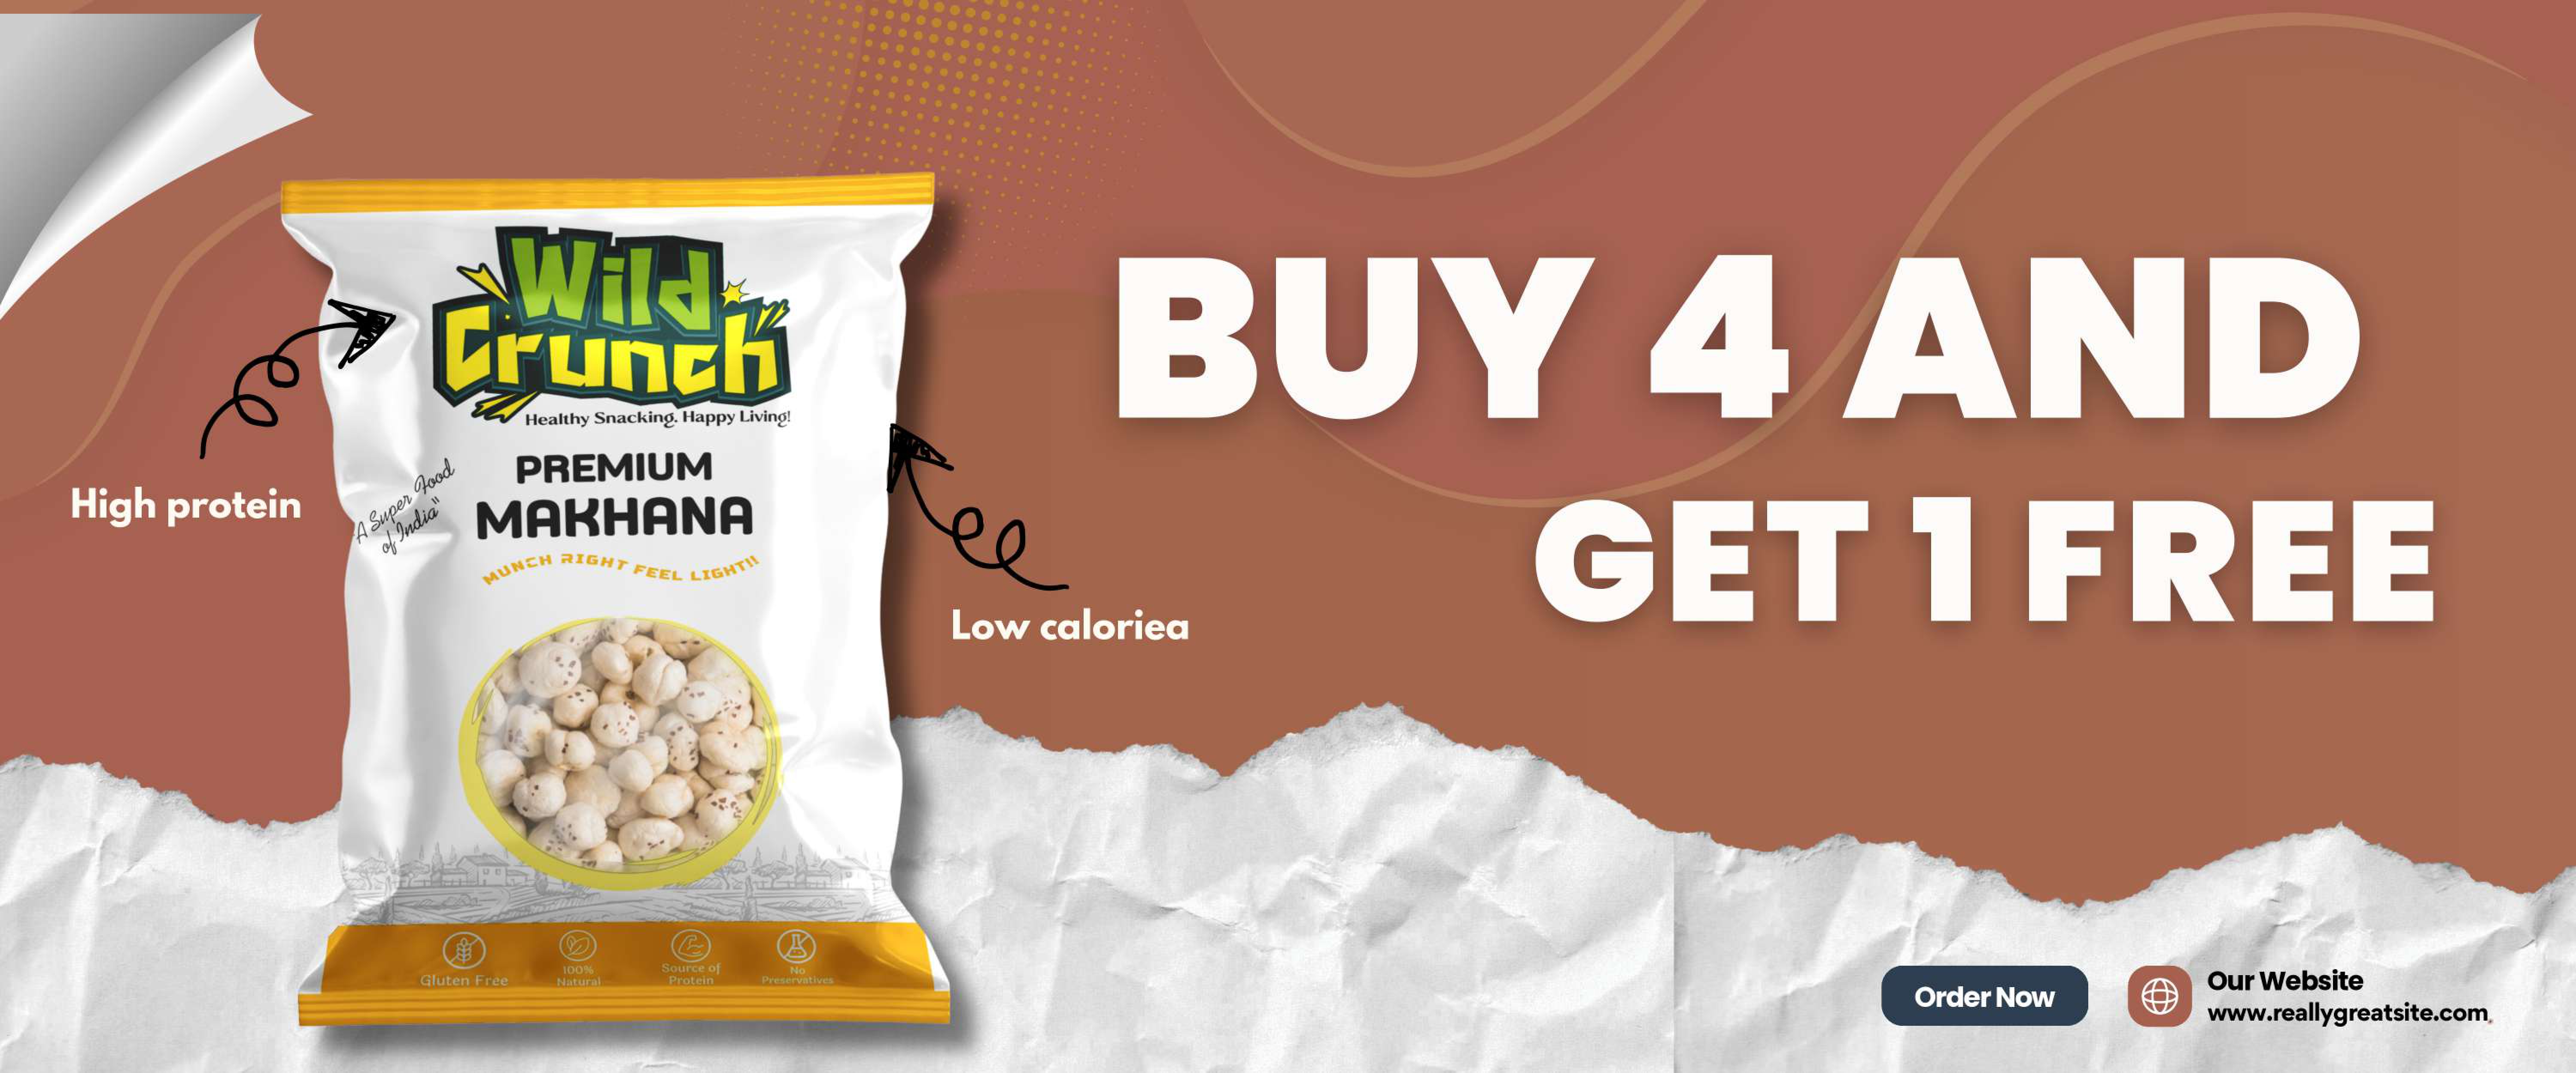 Wild
Crunch
Healthy Snacking. Happy Living!
PREMIUM
MAKHANA
"A Super Food
of India"
MUNCH RIGHT FEEL LIGHT!!
High protein
Low caloriea
Gluten Free
100%
Natural
Source of
Protein
No
Preservatives
BUY 4 AND
GET 1 FREE
Order Now
Our Website
www.reallygreatsite.com